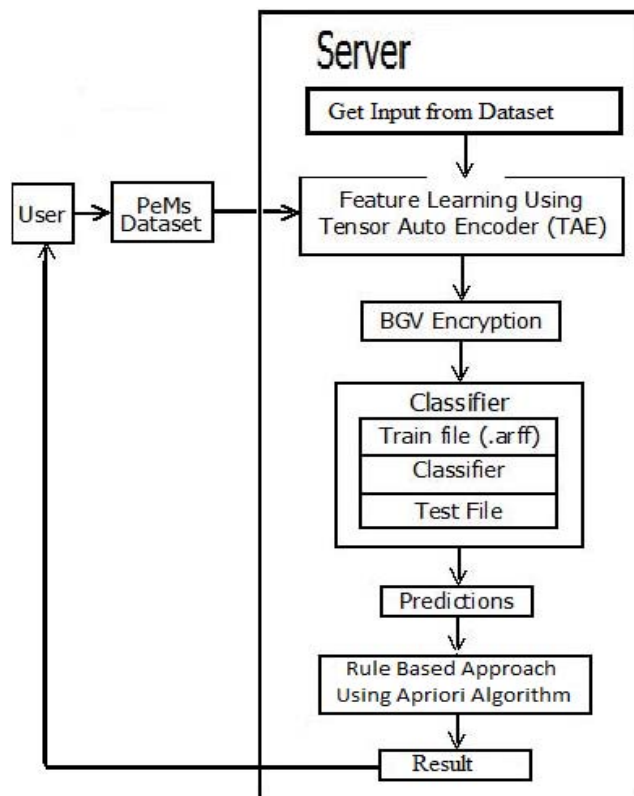 Server
Get Input from Dataset
User
PeMs
Dataset
Feature Learning Using
Tensor Auto Encoder (TAE)
BGV Encryption
Classifier
Train file (.arff)
Classifier
Test File
Predictions
Rule Based Approach
Using Apriori Algorithm
Result